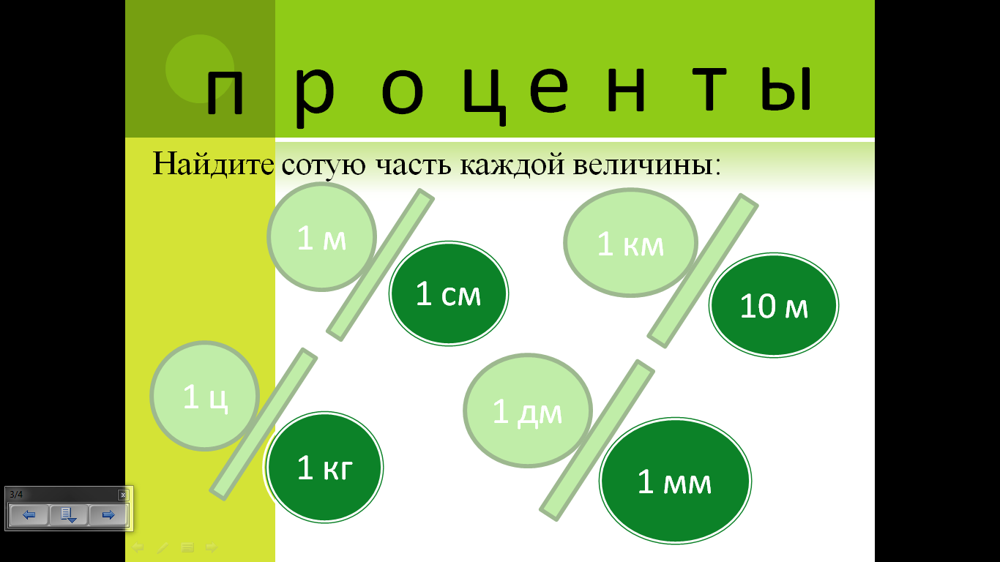 проценты
Найдите сотую часть каждой величины:
1 м
1 см
1 км
10 м
1 ц
1 кг
1 дм
1 мм
3/4
x